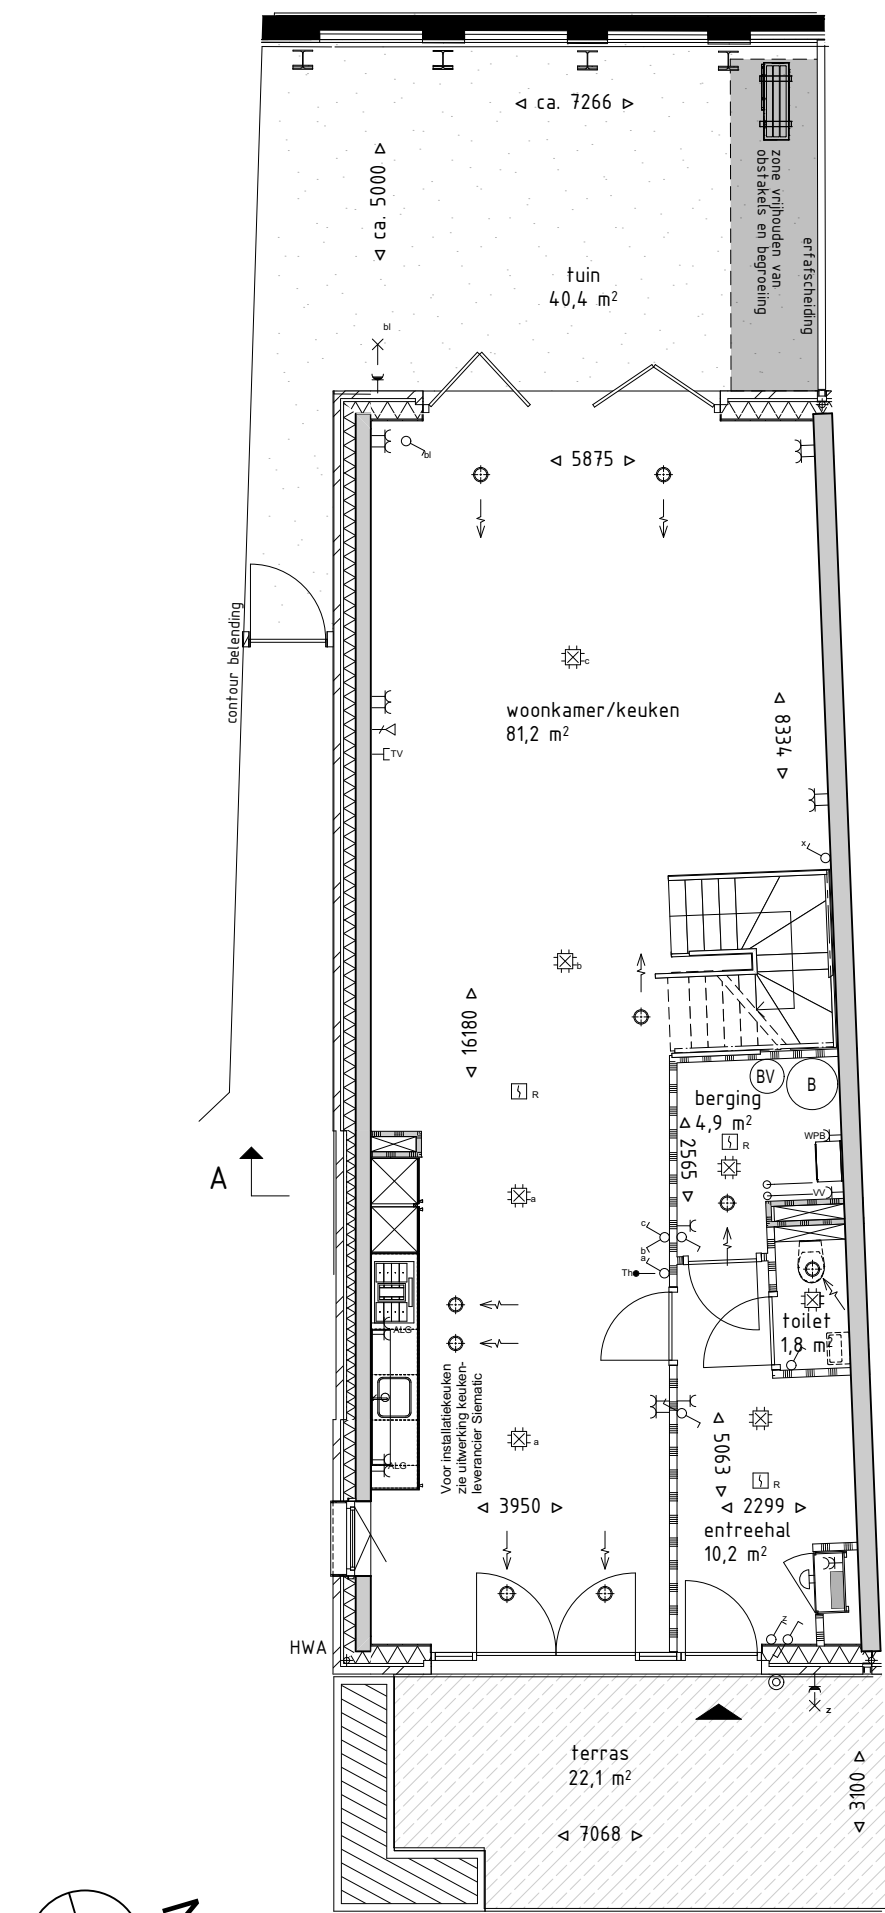 ca. 7266
ca. 5000
zone vrijhouden van
obstakels en begroeiing
erfafscheiding
tuin
40,4 m²
bl
bl
5875
c
contour belending
woonkamer/keuken
81,2 m²
8334
TV
x
b
16180
R
BV
B
berging
4,9 m²
R
WPB
2565
VV
A
a
c
b
a
Th
toilet
1,8 m²
ALG
Voor installatiekeuken
zie uitwerking keuken-
leverancier Siematic
a
ALG
5063
R
3950
2299
entreehal
10,2 m²
z
HWA
z
terras
22,1 m²
3100
7068